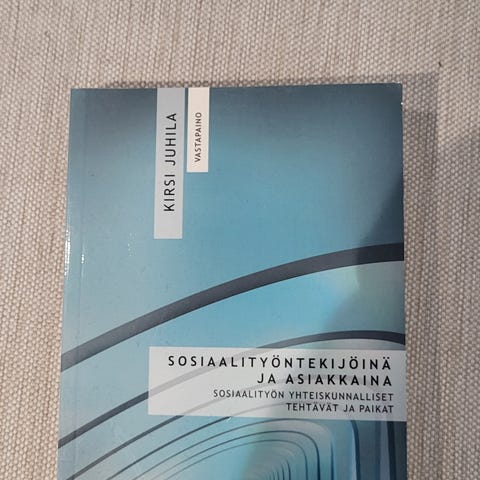 KIRSI JUHILA
VASTAPAINO
SOSIAALITYÖNTEKIJÖINÄ
JA ASIAKKAINA
SOSIAALITYÖN YHTEISKUNNALLISET
TEHTÄVÄT JA PAIKAT